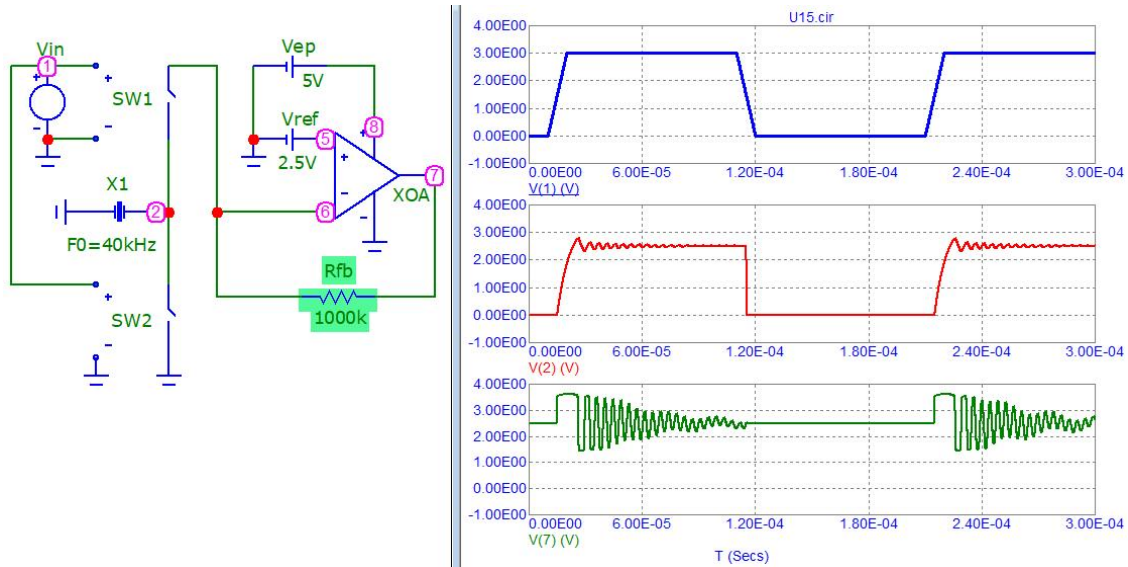 Vin
1
SW1
X1
2
F0=40kHz
SW2
Vep
5V
Vref
2.5V
5
8
6
7
XOA
Rfb
1000k
U15.cir
4.00E00
3.00E00
2.00E00
1.00E00
0.00E00
-1.00E00
0.00E00 6.00E-05 1.20E-04 1.80E-04 2.40E-04 3.00E-04
V(1) (V)
4.00E00
3.00E00
2.00E00
1.00E00
0.00E00
-1.00E00
0.00E00 6.00E-05 1.20E-04 1.80E-04 2.40E-04 3.00E-04
V(2) (V)
4.00E00
3.00E00
2.00E00
1.00E00
0.00E00
-1.00E00
0.00E00 6.00E-05 1.20E-04 1.80E-04 2.40E-04 3.00E-04
V(7) (V)
T (Secs)